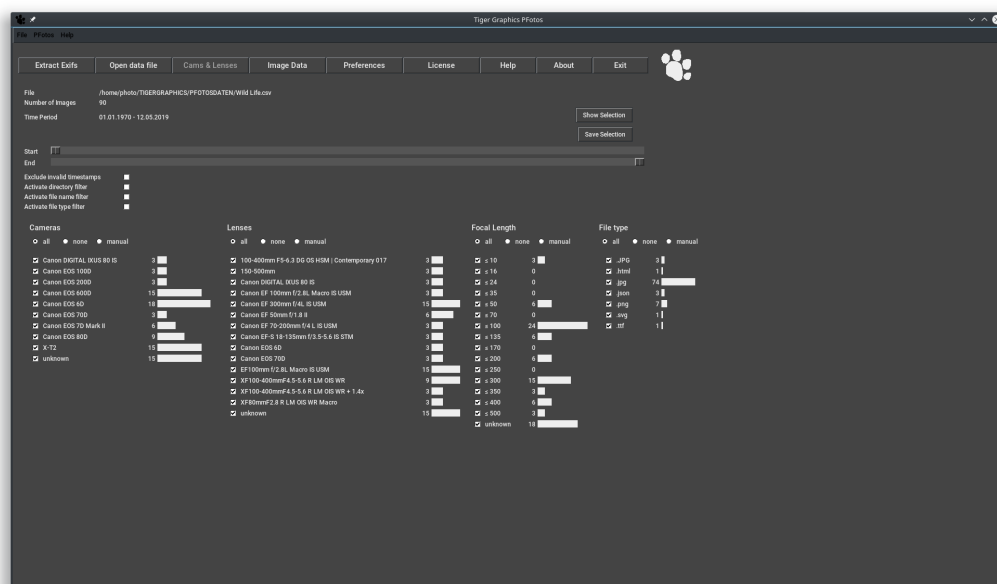 Tiger Graphics PFotos
File PFotos Help
Extract Exifs Open data file Cams & Lenses Image Data Preferences License Help About Exit
File /home/photo/TIGERGRAPHICS/PFOTOSDATEN/Wild Life.csv
Number of Images 90
Time Period 01.01.1970 - 12.05.2019
Show Selection
Save Selection
Start
End
Exclude invalid timestamps
Activate directory filter
Activate file name filter
Activate file type filter
Cameras
all none manual
Canon DIGITAL IXUS 80 IS 3
Canon EOS 100D 3
Canon EOS 200D 3
Canon EOS 600D 15
Canon EOS 6D 18
Canon EOS 70D 3
Canon EOS 7D Mark II 6
Canon EOS 80D 9
X-T2 15
unknown 15
Lenses
all none manual
100-400mm F5-6.3 DG OS HSM | Contemporary 017 3
150-500mm 3
Canon DIGITAL IXUS 80 IS 3
Canon EF 100mm f/2.8L Macro IS USM 3
Canon EF 300mm f/4L IS USM 15
Canon EF 50mm f/1.8 II 6
Canon EF 70-200mm f/4 L IS USM 3
Canon EF-S 18-135mm f/3.5-5.6 IS STM 3
Canon EOS 6D 3
Canon EOS 70D 3
EF100mm f/2.8L Macro IS USM 15
XF100-400mmF4.5-5.6 R LM OIS WR 9
XF100-400mmF4.5-5.6 R LM OIS WR + 1.4x 3
XF80mmF2.8 R LM OIS WR Macro 3
unknown 15
Focal Length
all none manual
≤ 10 3
≤ 16 0
≤ 24 0
≤ 35 0
≤ 50 6
≤ 70 0
≤ 100 24
≤ 135 6
≤ 170 0
≤ 200 6
≤ 250 0
≤ 300 15
≤ 350 3
≤ 400 6
≤ 500 3
unknown 18
File type
all none manual
.JPG 3
.html 1
.jpg 74
.json 3
.png 7
.svg 1
.ttf 1